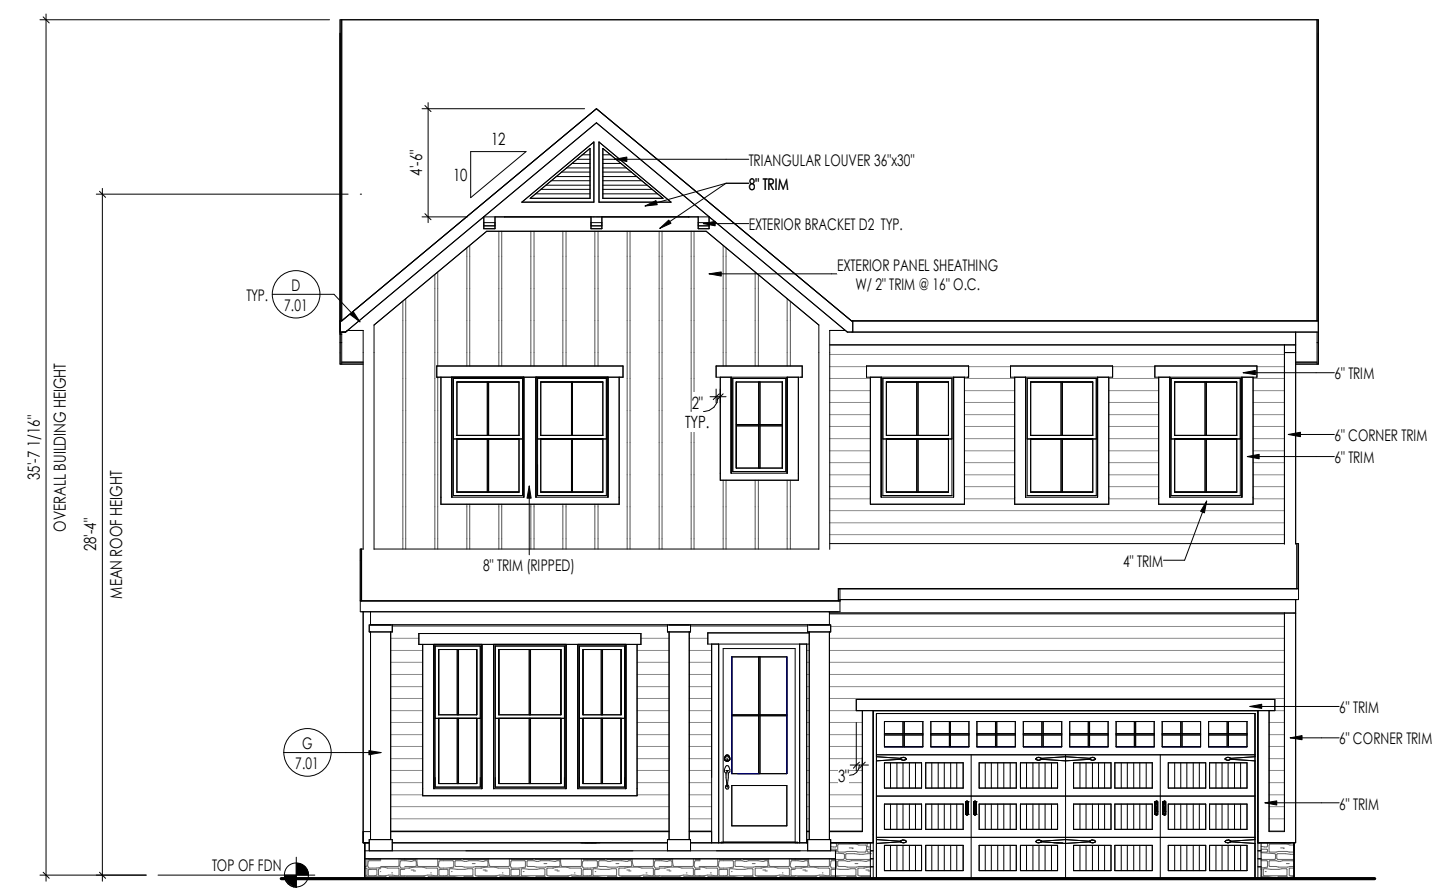 12
10
4'-6"
TRIANGULAR LOUVER 36"x30"
8" TRIM
EXTERIOR BRACKET D2 TYP.
EXTERIOR PANEL SHEATHING
W/ 2" TRIM @ 16" O.C.
TYP.
D
7.01
35'-7 1/16"
OVERALL BUILDING HEIGHT
28'-4"
MEAN ROOF HEIGHT
2"
TYP.
6" TRIM
6" CORNER TRIM
6" TRIM
8" TRIM (RIPPED)
4" TRIM
G
7.01
3"
6" TRIM
6" CORNER TRIM
6" TRIM
TOP OF FDN